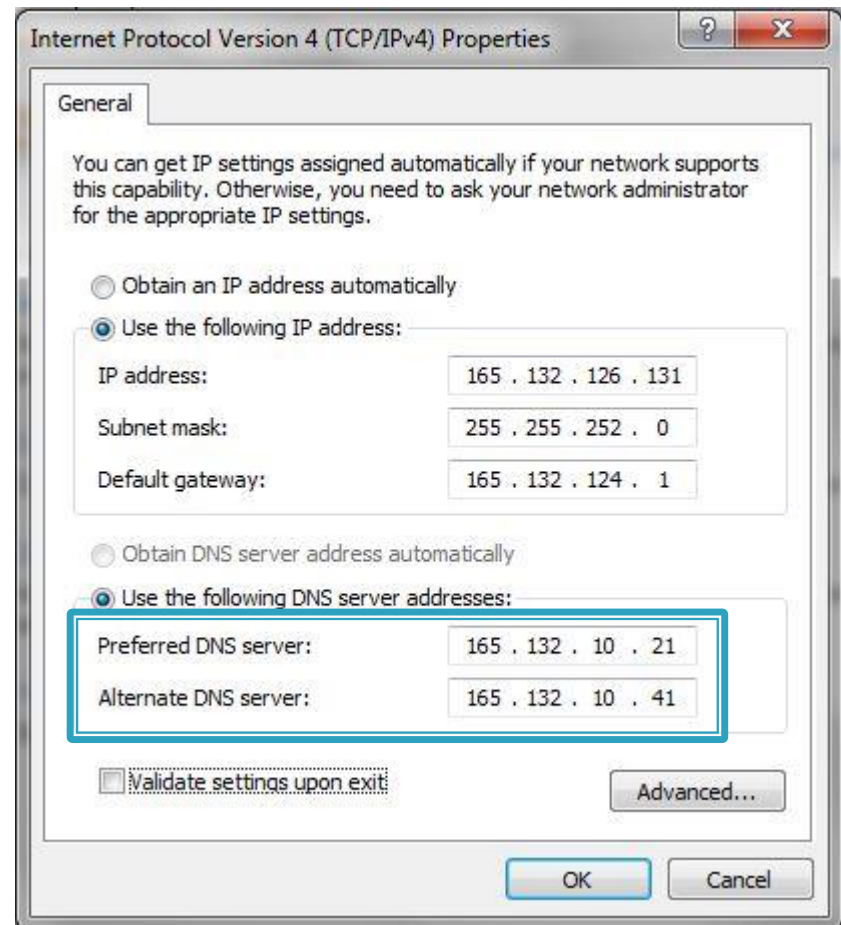 Internet Protocol Version 4 (TCP/IPv4) Properties
?
X
General
You can get IP settings assigned automatically if your network supports
this capability. Otherwise, you need to ask your network administrator
for the appropriate IP settings.
Obtain an IP address automatically
Use the following IP address:
IP address: 165 . 132 . 126 . 131
Subnet mask: 255 . 255 . 252 . 0
Default gateway: 165 . 132 . 124 . 1
Obtain DNS server address automatically
Use the following DNS server addresses:
Preferred DNS server: 165 . 132 . 10 . 21
Alternate DNS server: 165 . 132 . 10 . 41
Validate settings upon exit
Advanced...
OK Cancel